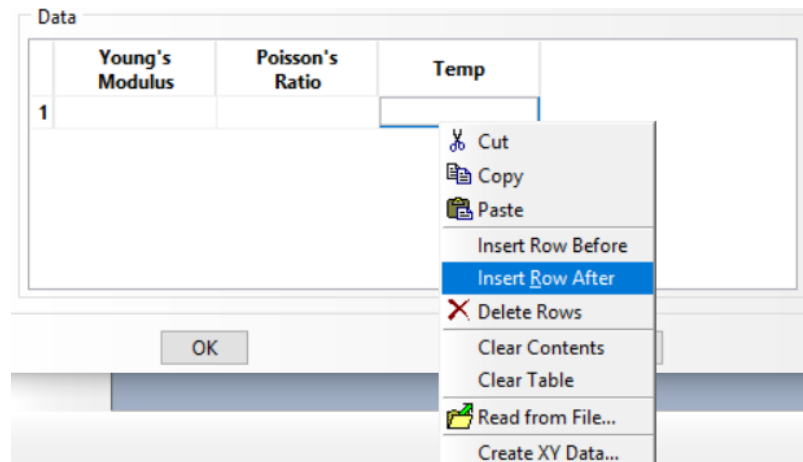 Data
Young's Modulus
Poisson's Ratio
Temp
1
Cut
Copy
Paste
Insert Row Before
Insert Row After
Delete Rows
OK
Clear Contents
Clear Table
Read from File...
Create XY Data...